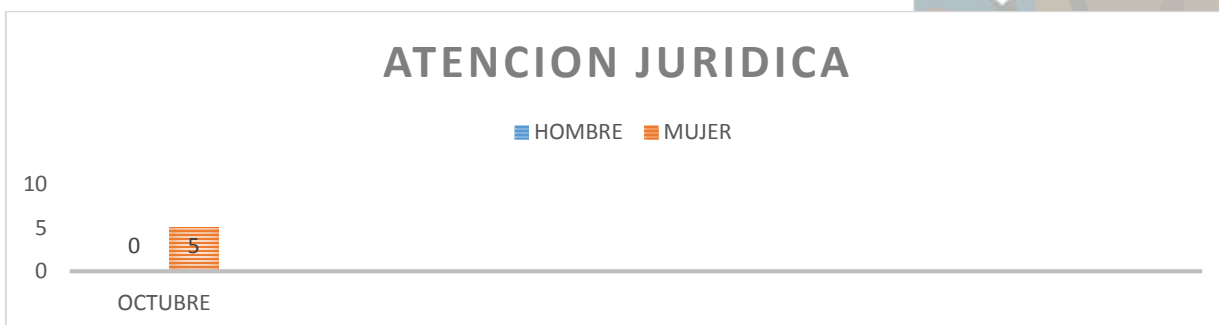 ATENCION JURIDICA
HOMBRE MUJER
10
5
0
0 5
OCTUBRE